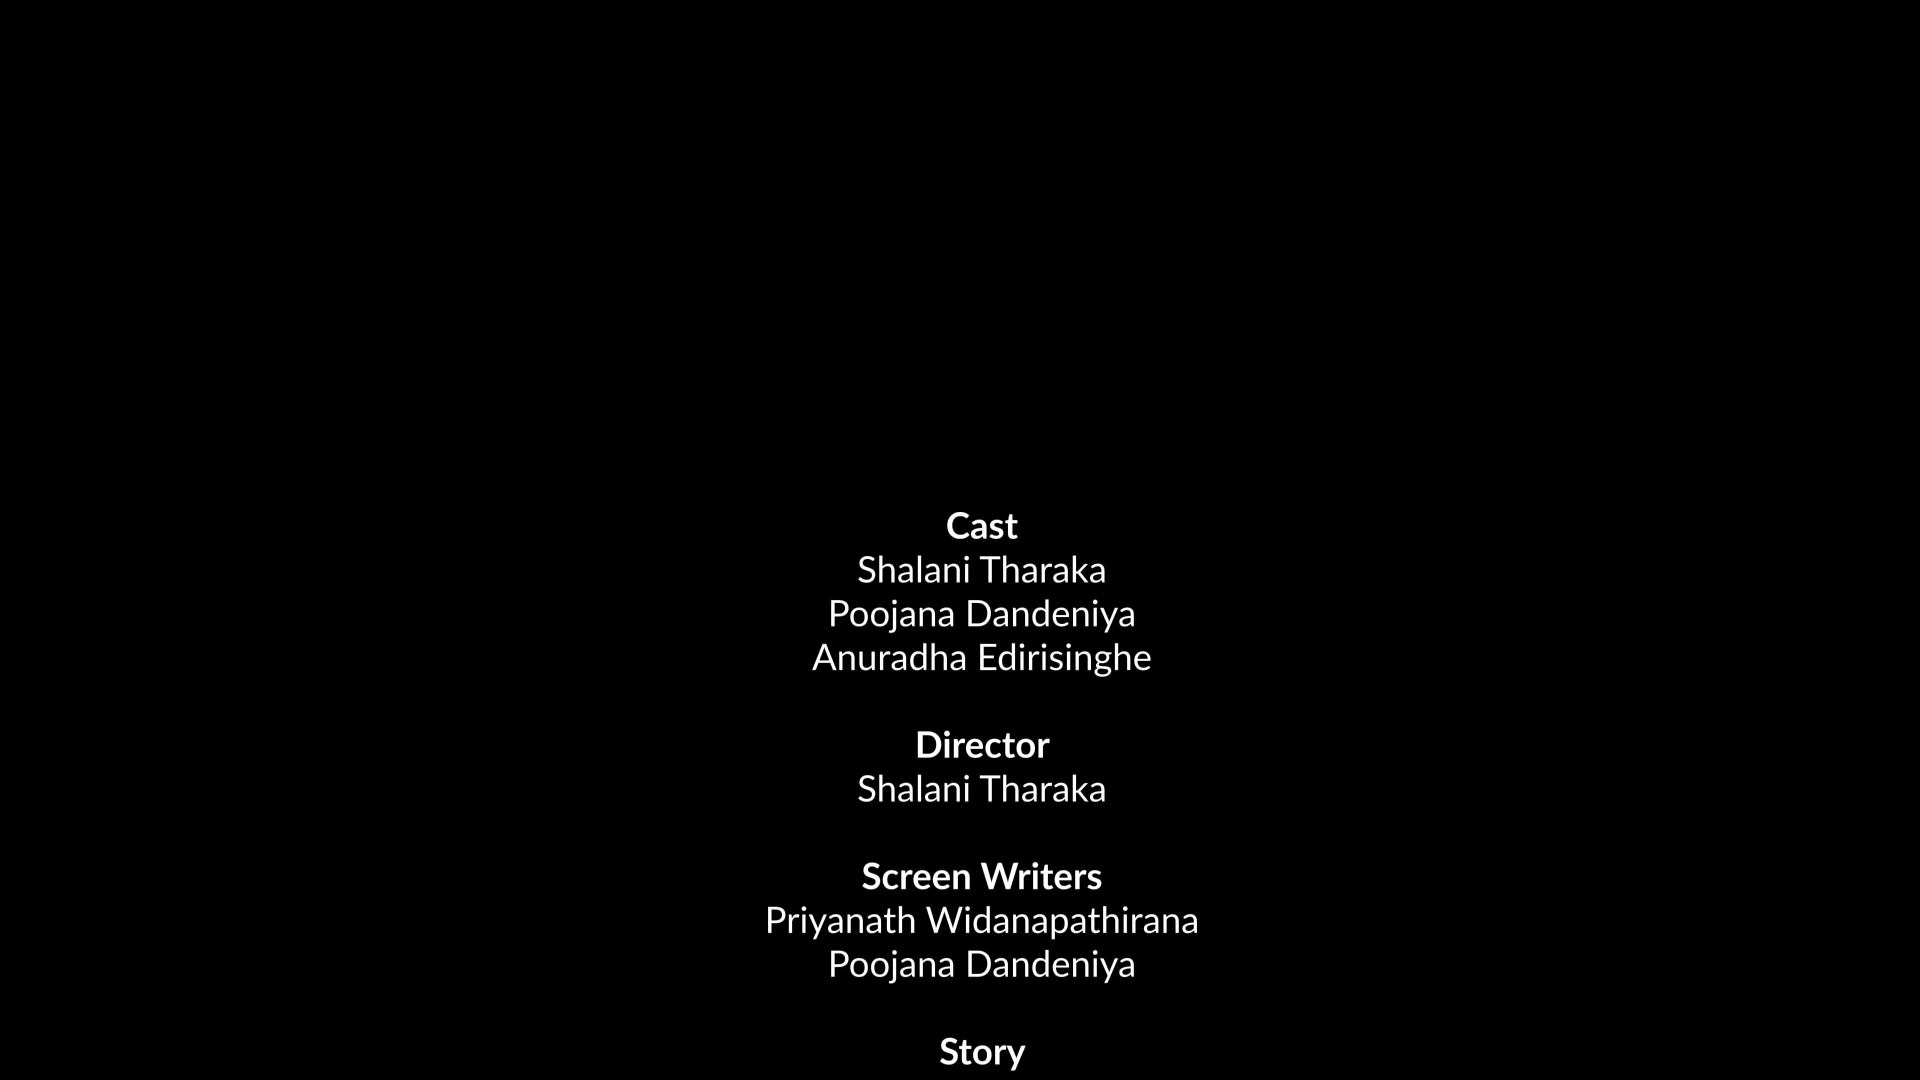 Cast
Shalani Tharaka
Poojana Dandeniya
Anuradha Edirisinghe
Director
Shalani Tharaka
Screen Writers
Priyanath Widanapathirana
Poojana Dandeniya
Story